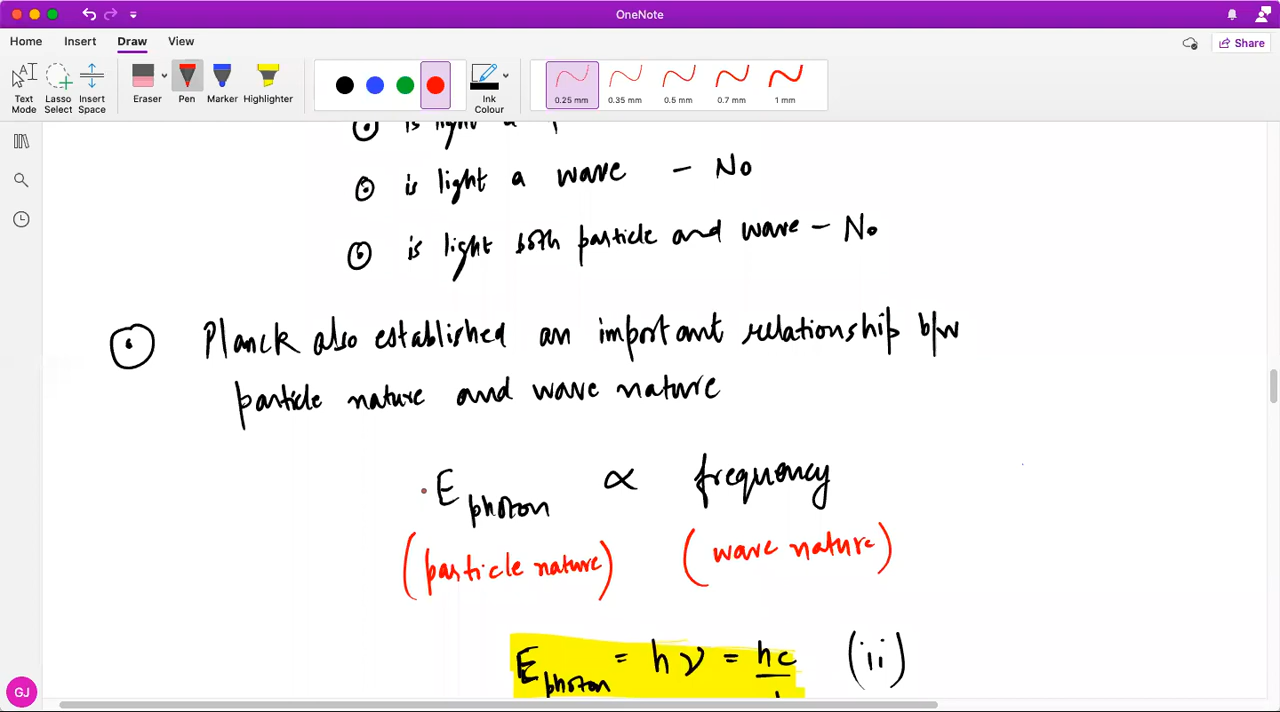 OneNote
Home Insert Draw View
Share
Text Mode
Lasso Select
Insert Space
Eraser
Pen
Marker
Highlighter
Ink Colour
0.25 mm 0.35 mm 0.5 mm 0.7 mm 1 mm
is light a
is light a wave - No
is light both particle and wave - No
Planck also established an important relationship b/w
particle nature and wave nature
E photon ∝ frequency
(particle nature) (wave nature)
E photon = hν = hc (ii)
GJ